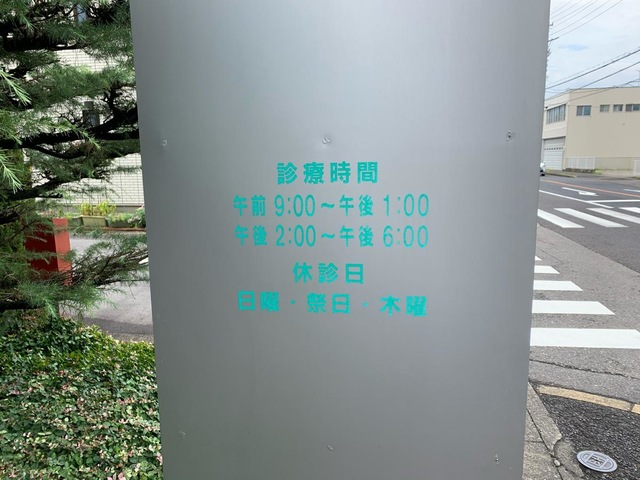 診療時間
午前 9:00～午後 1:00
午後 2:00～午後 6:00
休診日
日曜・祭日・木曜